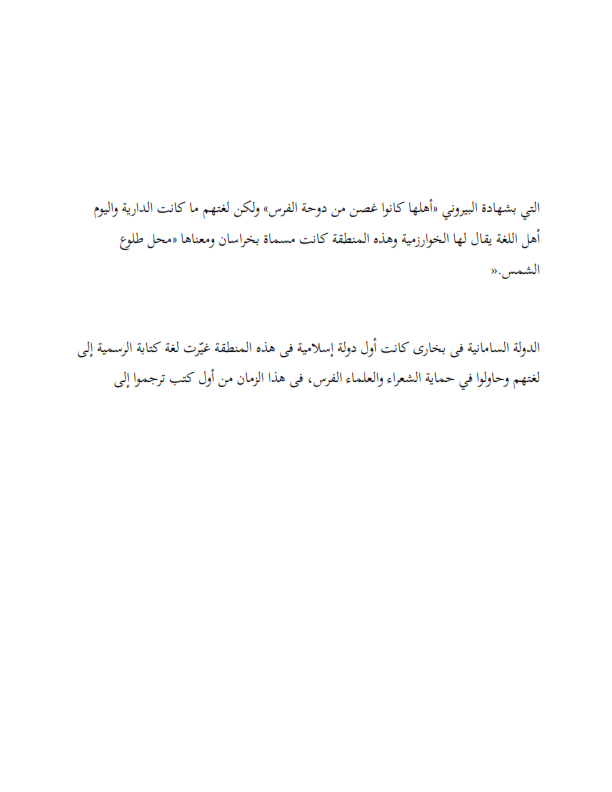 التي بشهادة البيروني «أهلها كانوا غصن من دوحة الفرس» ولكن لغتهم ما كانت الدارية واليوم
أهل اللغة يقال لها الخوارزمية وهذه المنطقة كانت مسماة بخراسان ومعناها «محل طلوع
الشمس.«
الدولة السامانية فى بخارى كانت أول دولة إسلامية فى هذه المنطقة غيّرت لغة كتابة الرسمية إلى
لغتهم وحاولوا في حماية الشعراء والعلماء الفرس، فى هذا الزمان من أول كتب ترجموا إلى